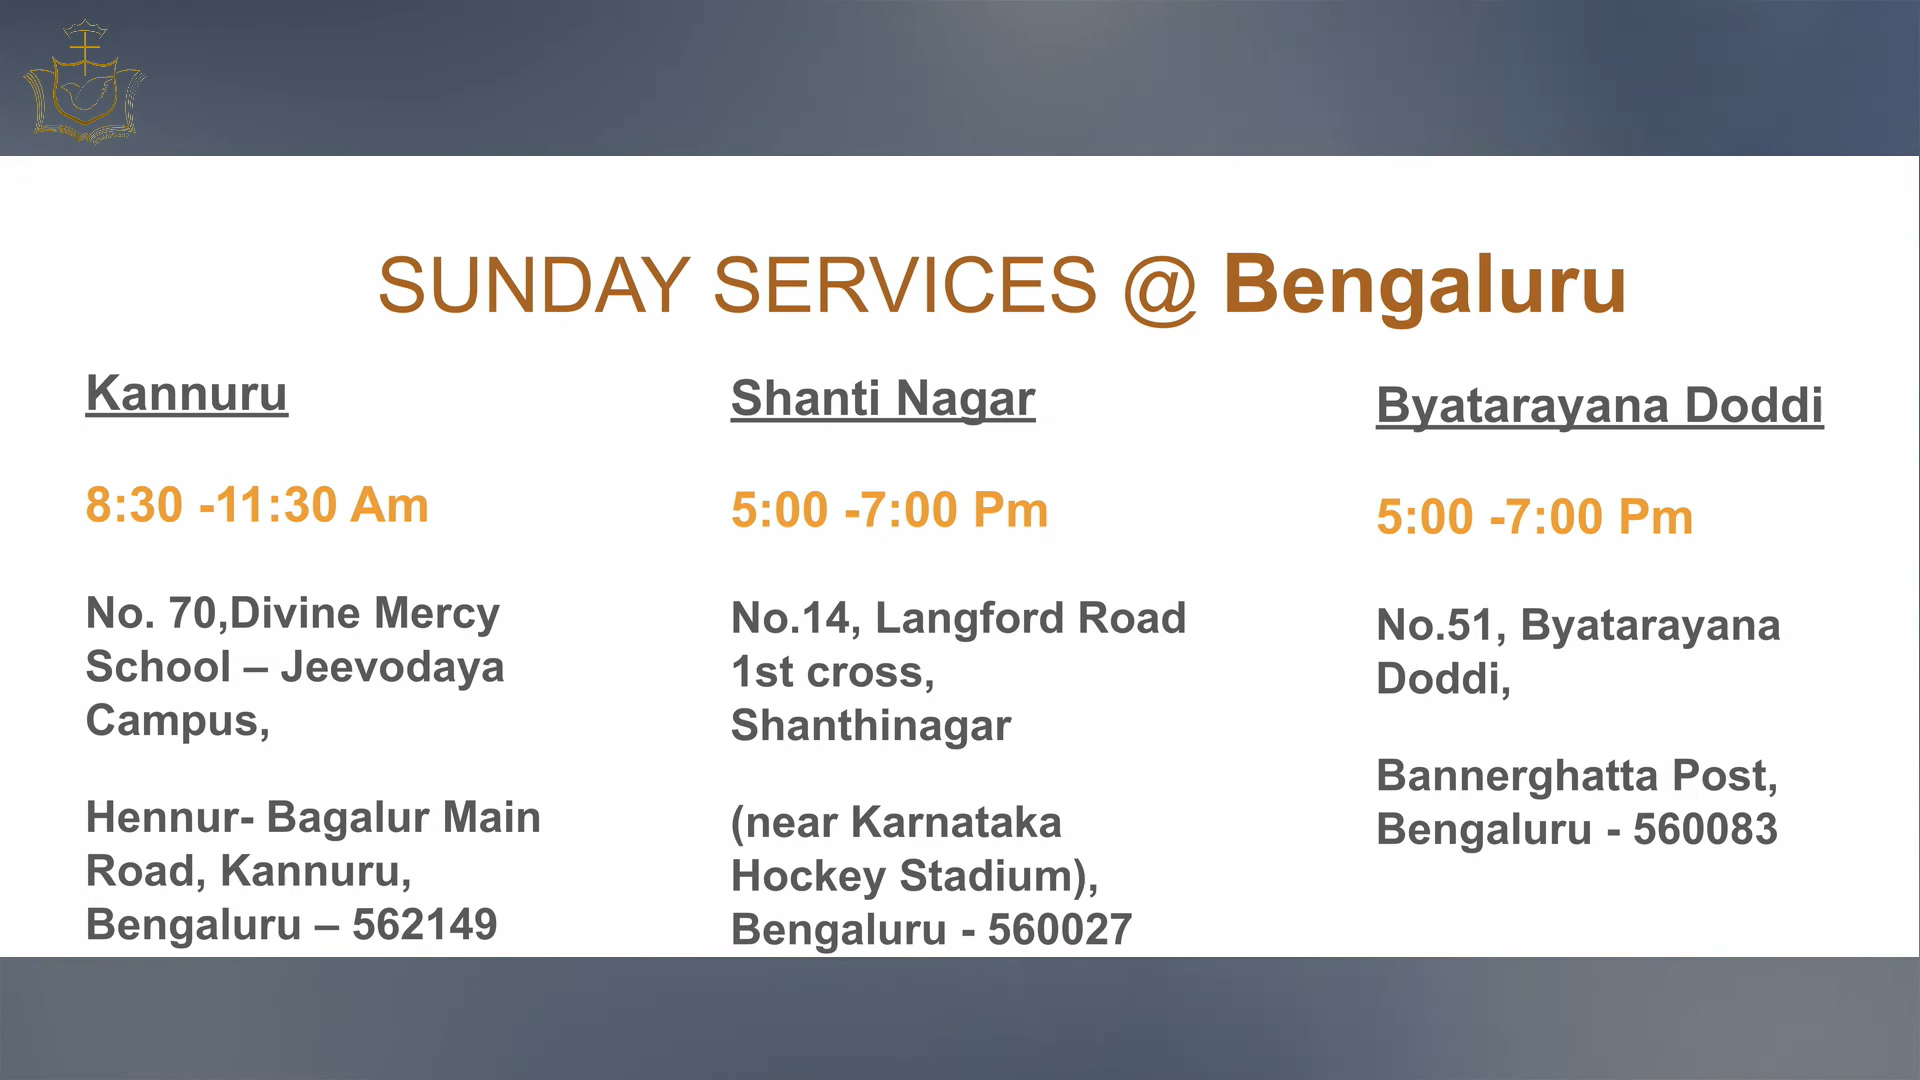 SUNDAY SERVICES @ Bengaluru
Kannuru
8:30 -11:30 Am
No. 70,Divine Mercy
School – Jeevodaya
Campus,
Hennur- Bagalur Main
Road, Kannuru,
Bengaluru – 562149
Shanti Nagar
5:00 -7:00 Pm
No.14, Langford Road
1st cross,
Shanthinagar
(near Karnataka
Hockey Stadium),
Bengaluru - 560027
Byatarayana Doddi
5:00 -7:00 Pm
No.51, Byatarayana
Doddi,
Bannerghatta Post,
Bengaluru - 560083